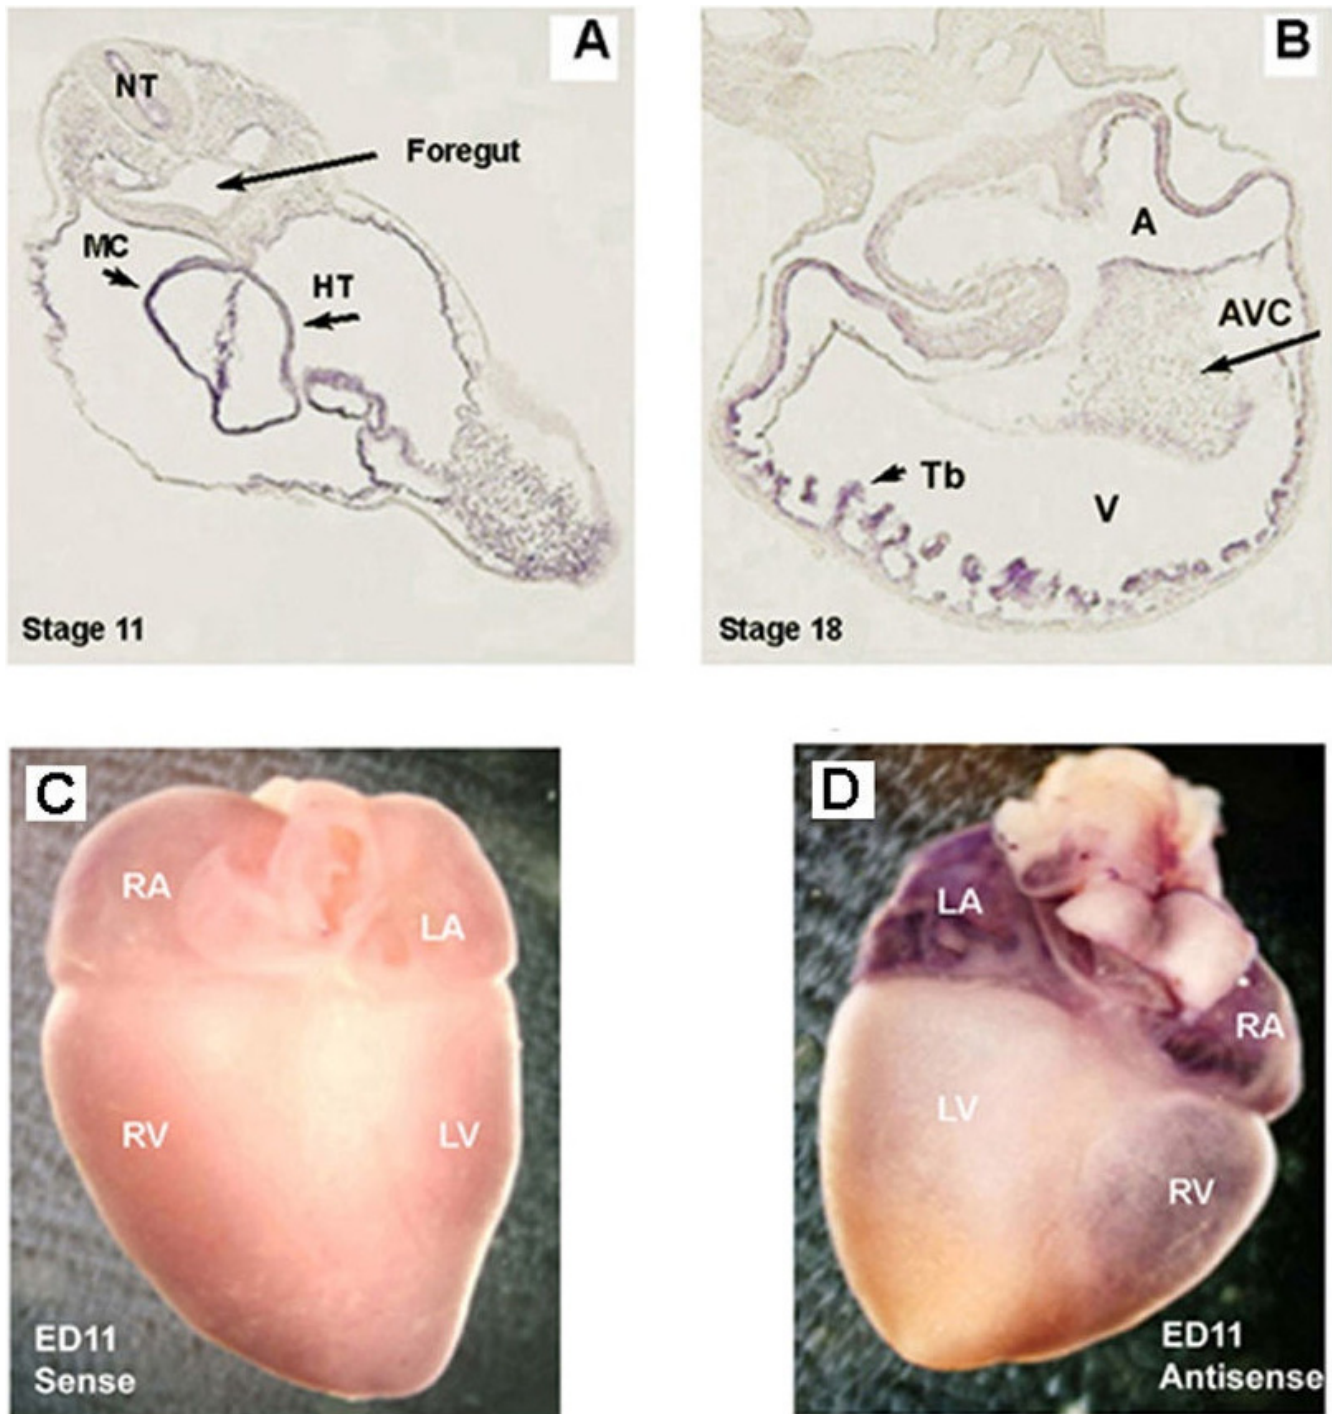 A
NT
Foregut
MC
HT
Stage 11
B
A
AVC
Tb
V
Stage 18
C
RA
LA
RV
LV
ED11
Sense
D
LA
RA
LV
RV
ED11
Antisense